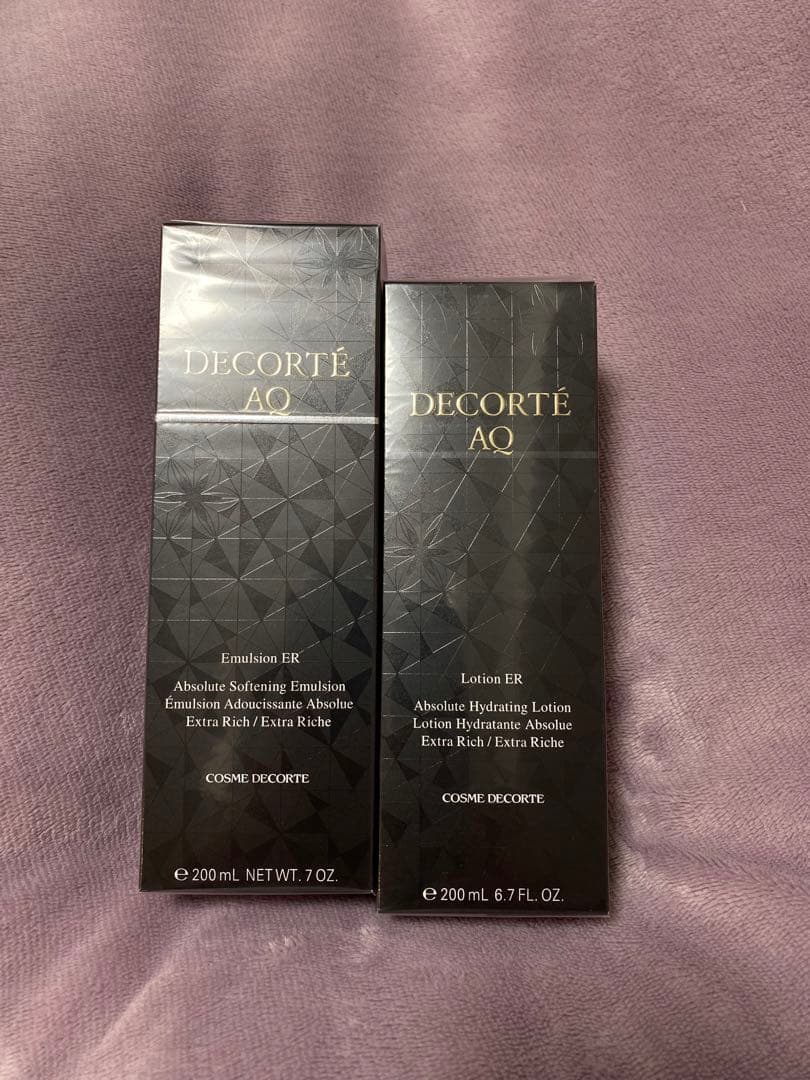 DECORTÉ
AQ
Emulsion ER
Absolute Softening Emulsion
Émulsion Adoucissante Absolue
Extra Rich / Extra Riche
COSME DECORTE
℮ 200 mL NET WT. 7 OZ.
DECORTÉ
AQ
Lotion ER
Absolute Hydrating Lotion
Lotion Hydratante Absolue
Extra Rich / Extra Riche
COSME DECORTE
℮ 200 mL 6.7 FL. OZ.